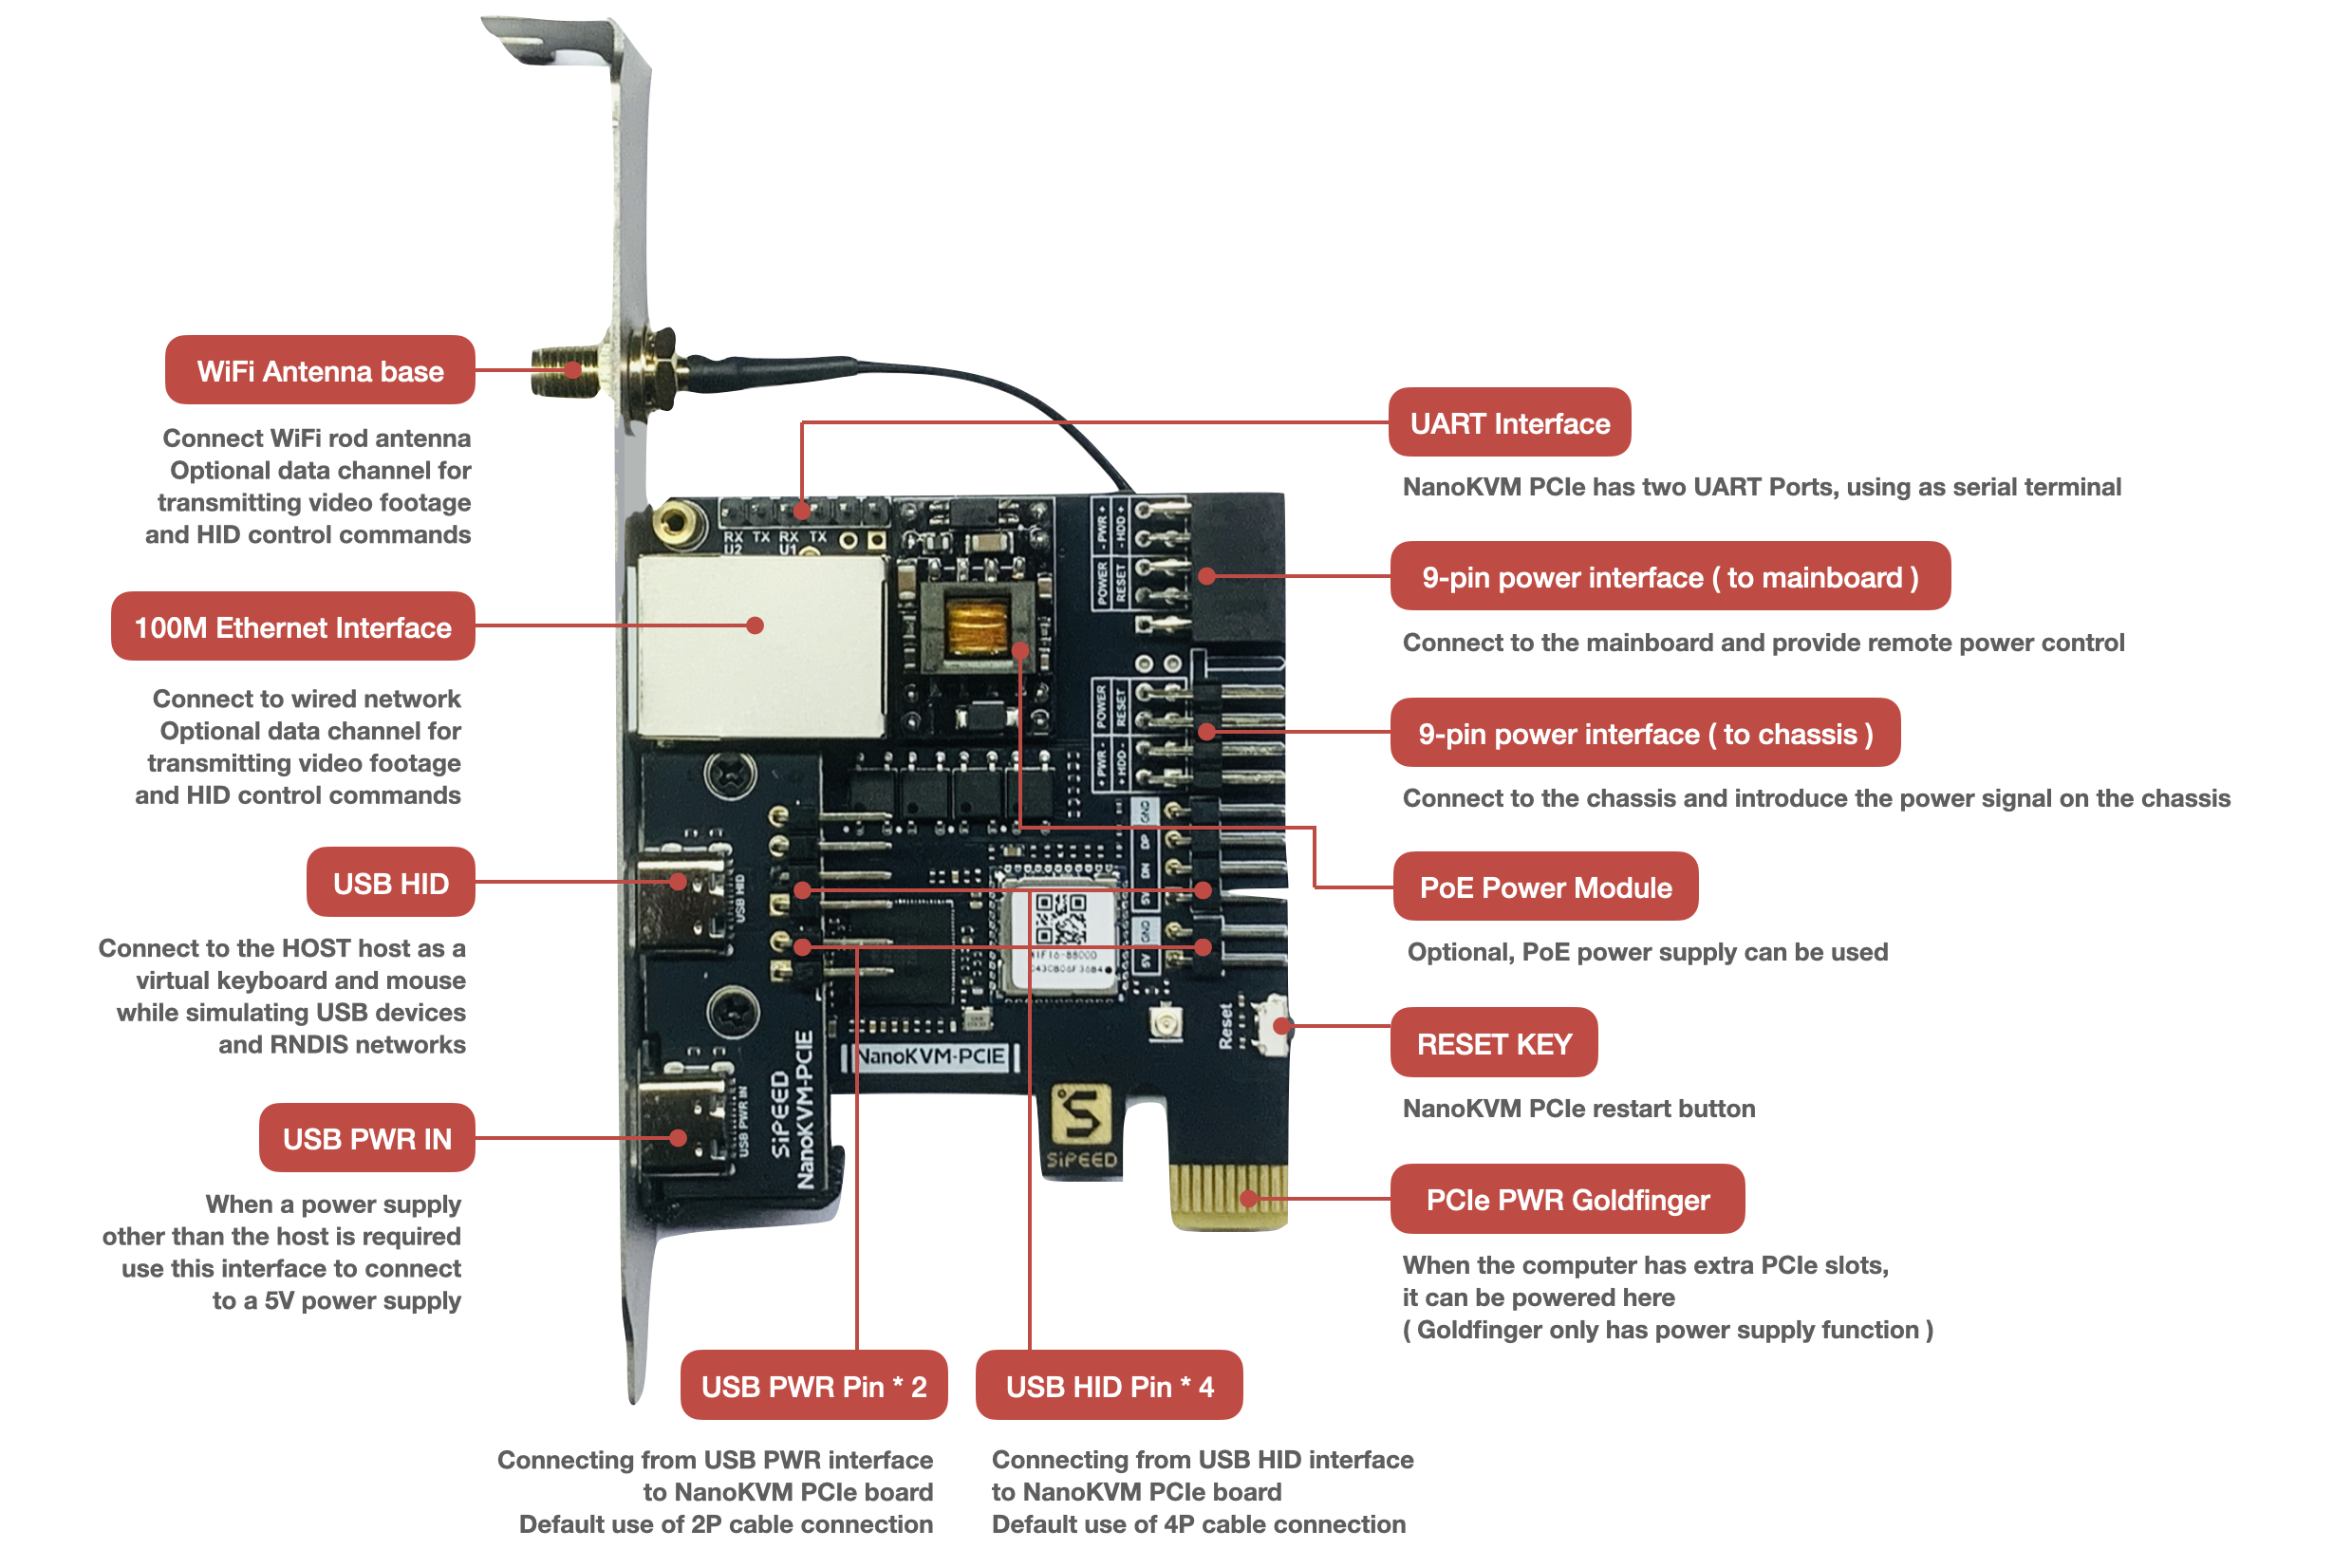 WiFi Antenna base
Connect WiFi rod antenna
Optional data channel for
transmitting video footage
and HID control commands
100M Ethernet Interface
Connect to wired network
Optional data channel for
transmitting video footage
and HID control commands
USB HID
Connect to the HOST host as a
virtual keyboard and mouse
while simulating USB devices
and RNDIS networks
USB PWR IN
When a power supply
other than the host is required
use this interface to connect
to a 5V power supply
USB PWR Pin * 2
Connecting from USB PWR interface
to NanoKVM PCIe board
Default use of 2P cable connection
USB HID Pin * 4
Connecting from USB HID interface
to NanoKVM PCIe board
Default use of 4P cable connection
UART Interface
NanoKVM PCIe has two UART Ports, using as serial terminal
9-pin power interface ( to mainboard )
Connect to the mainboard and provide remote power control
9-pin power interface ( to chassis )
Connect to the chassis and introduce the power signal on the chassis
PoE Power Module
Optional, PoE power supply can be used
RESET KEY
NanoKVM PCIe restart button
PCIe PWR Goldfinger
When the computer has extra PCIe slots,
it can be powered here
( Goldfinger only has power supply function )
RX TX RX TX
U2 U1
- PWR +
- HDD +
POWER
RESET
POWER
RESET
+ PWR -
+ HDD -
GND
DP
DN
5V
GND
5V
USB HID
USB PWR IN
SiPEED
NanoKVM-PCIE
NanoKVM-PCIE
Reset
SiPEED